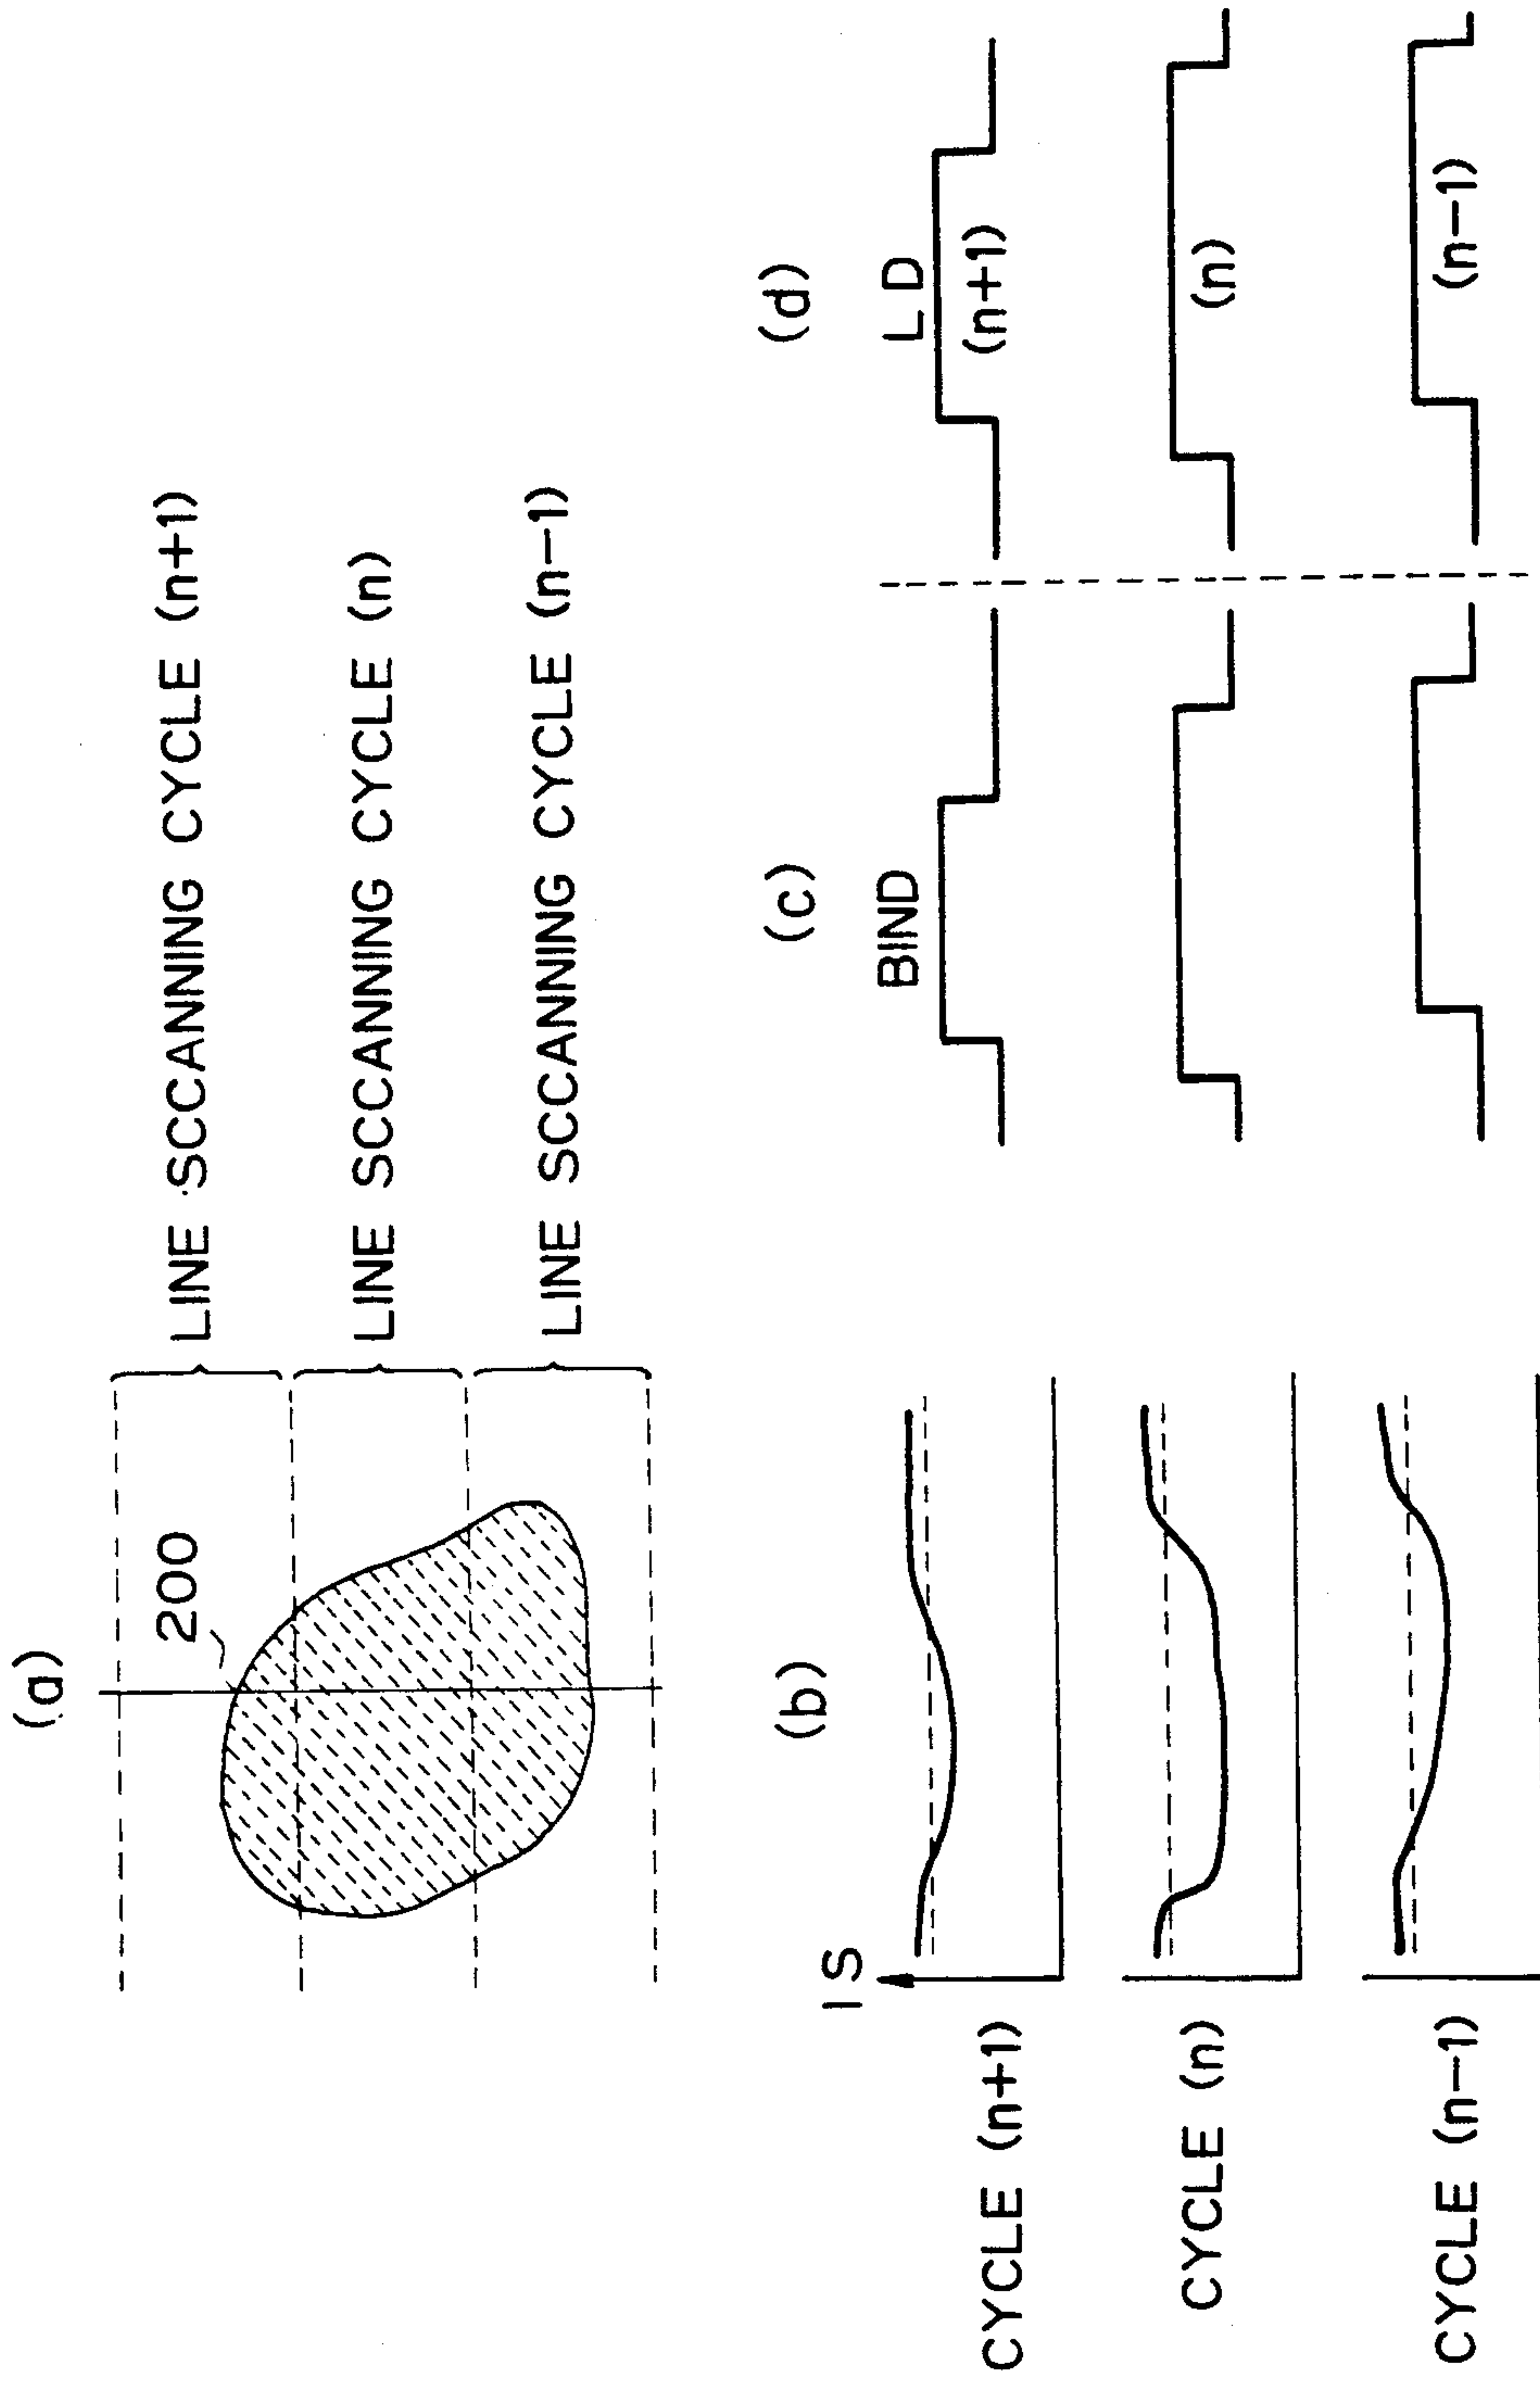 (a)
200
LINE SCCANNING CYCLE (n+1)
LINE SCCANNING CYCLE (n)
LINE SCCANNING CYCLE (n-1)
(b)
IS
CYCLE (n+1)
CYCLE (n)
CYCLE (n-1)
(c)
BIND
(d)
LD
(n+1)
(n)
(n-1)